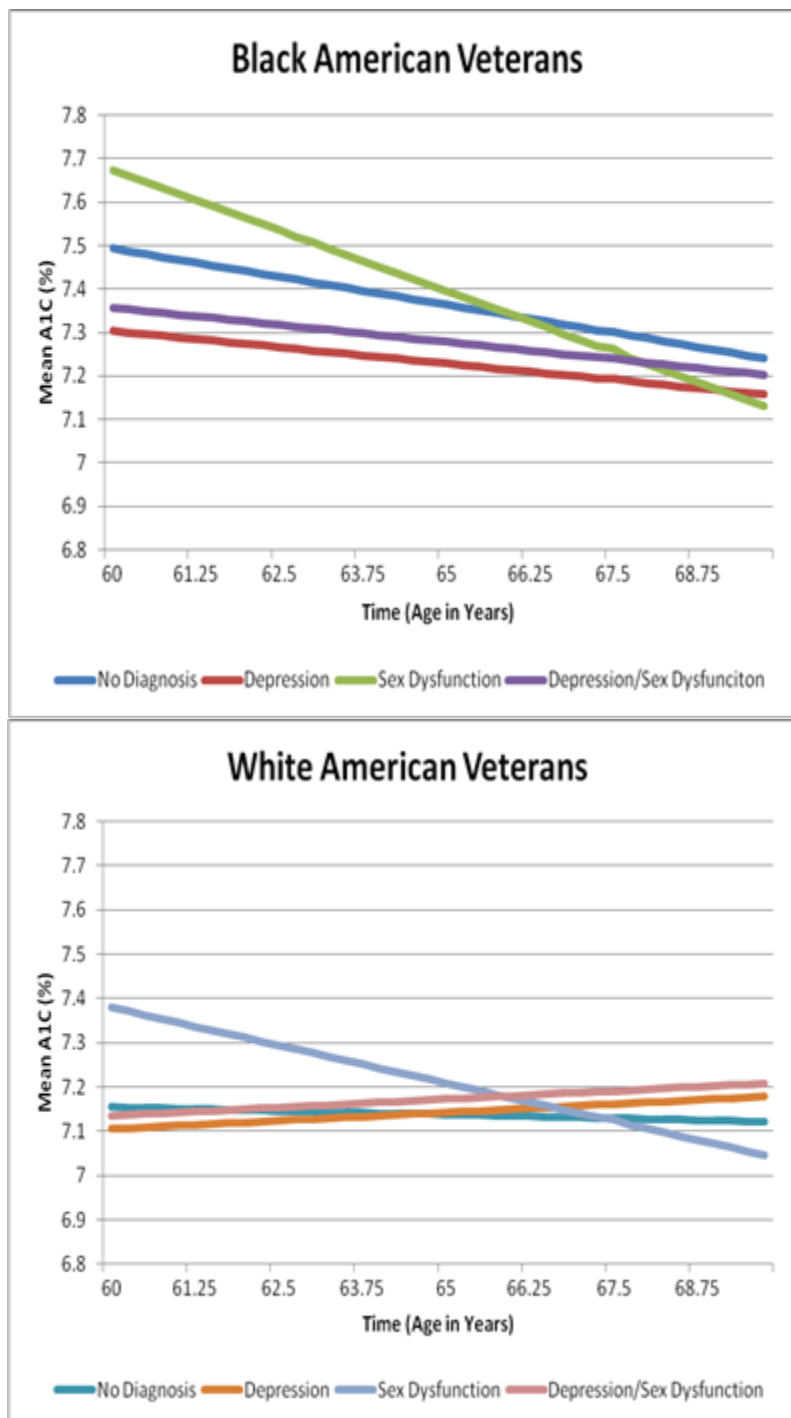 Black American Veterans
7.8
7.7
7.6
7.5
7.4
7.3
7.2
7.1
7
6.9
6.8
Mean A1C (%)
60 61.25 62.5 63.75 65 66.25 67.5 68.75
Time (Age in Years)
No Diagnosis Depression Sex Dysfunction Depression/Sex Dysfunciton
White American Veterans
7.8
7.7
7.6
7.5
7.4
7.3
7.2
7.1
7
6.9
6.8
Mean A1C (%)
60 61.25 62.5 63.75 65 66.25 67.5 68.75
Time (Age in Years)
No Diagnosis Depression Sex Dysfunction Depression/Sex Dysfunction